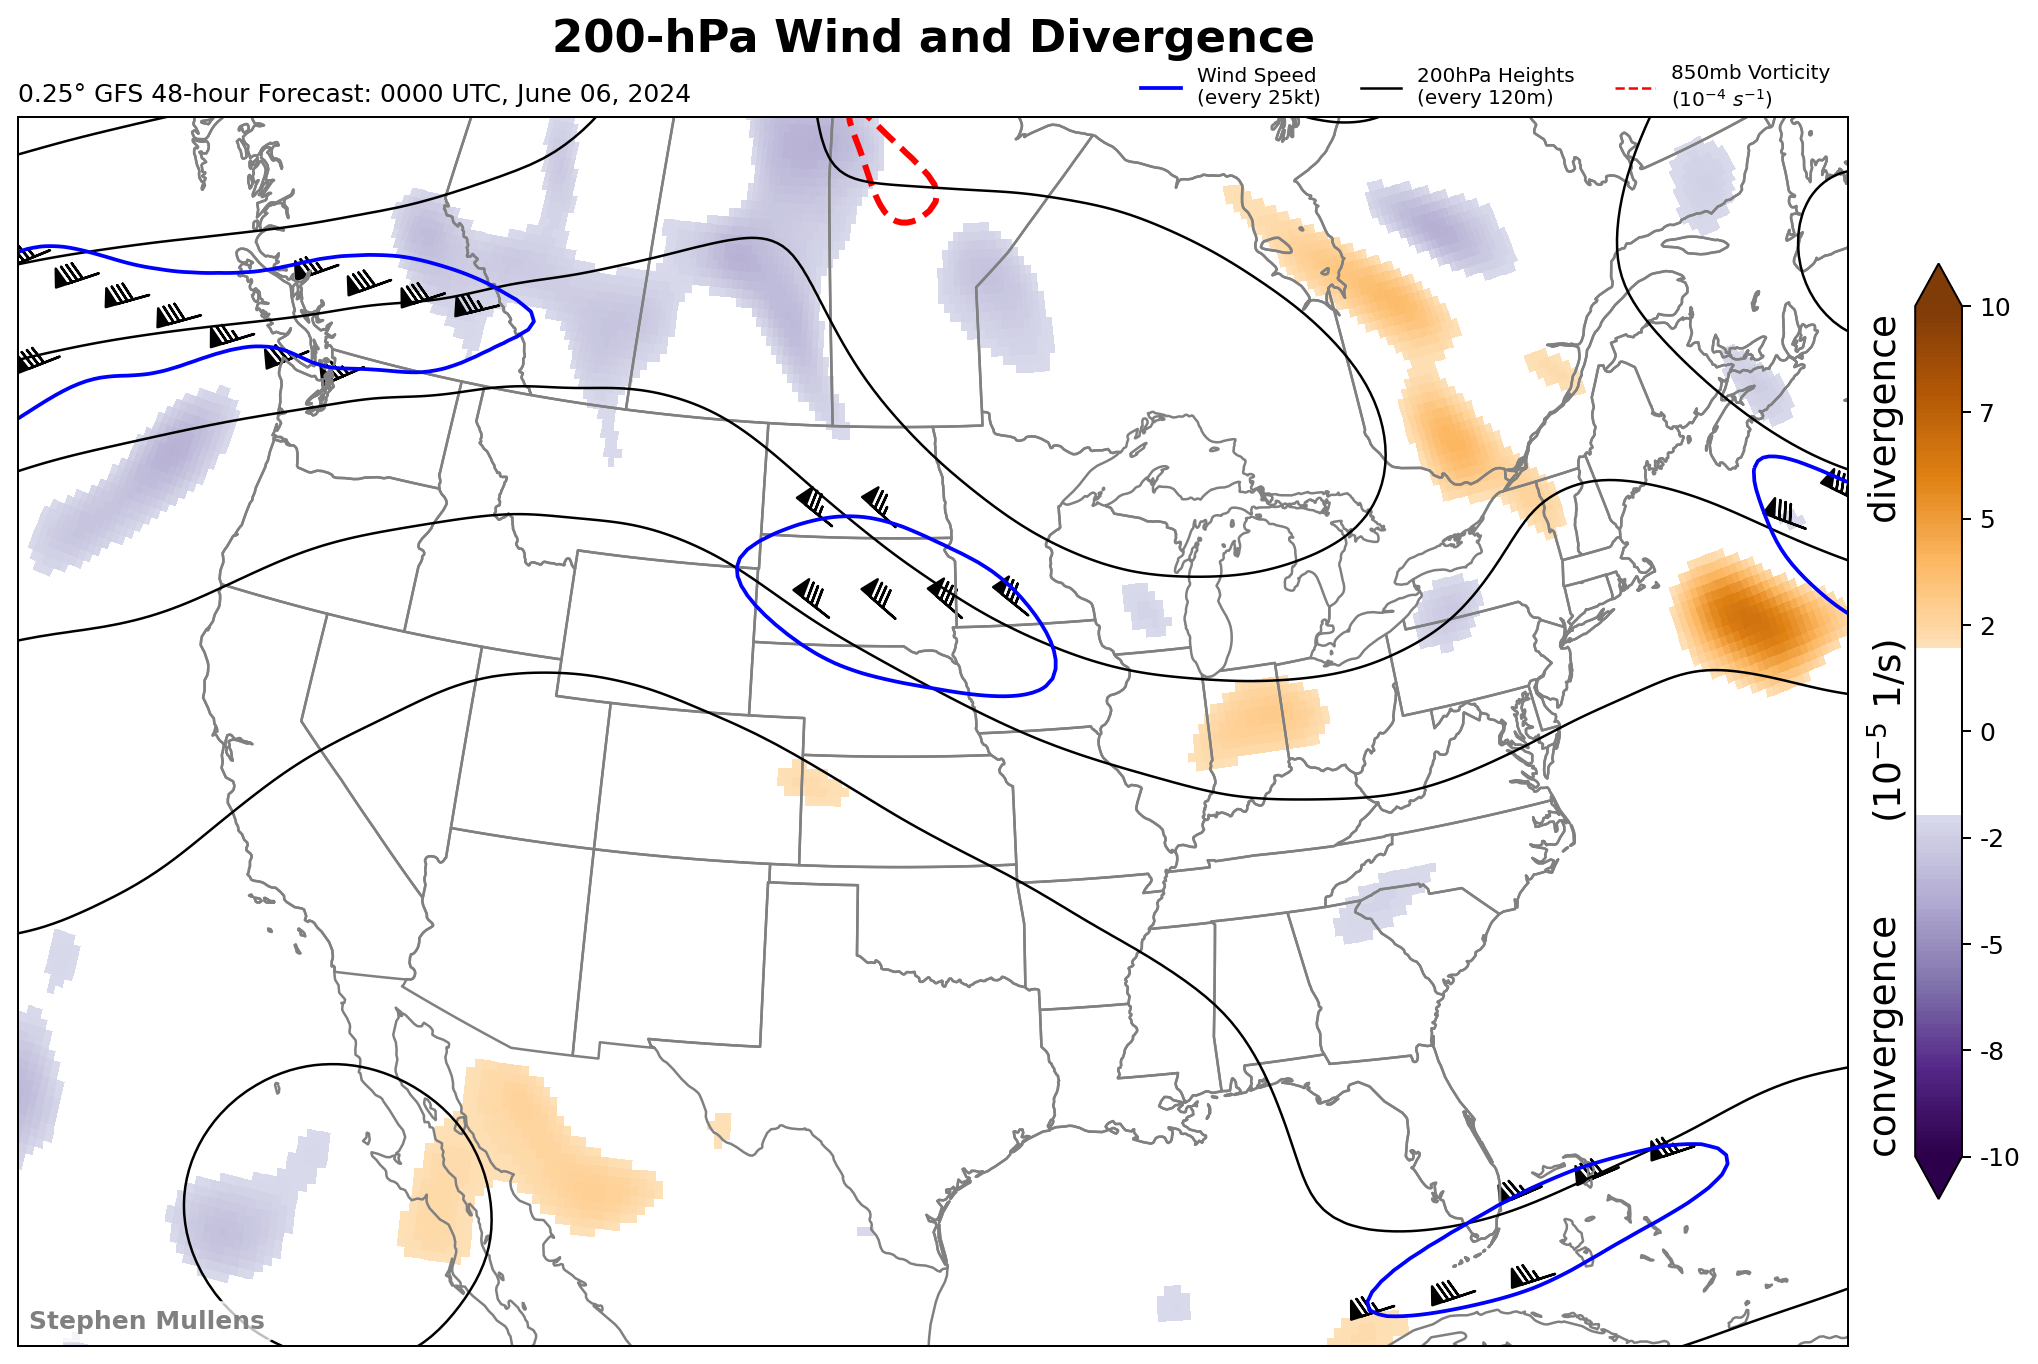 200-hPa Wind and Divergence
0.25° GFS 48-hour Forecast: 0000 UTC, June 06, 2024
Wind Speed
(every 25kt)
200hPa Heights
(every 120m)
850mb Vorticity
(10⁻⁴ s⁻¹)
10
7
5
2
0
-2
-5
-8
-10
convergence (10⁻⁵ 1/s) divergence
Stephen Mullens